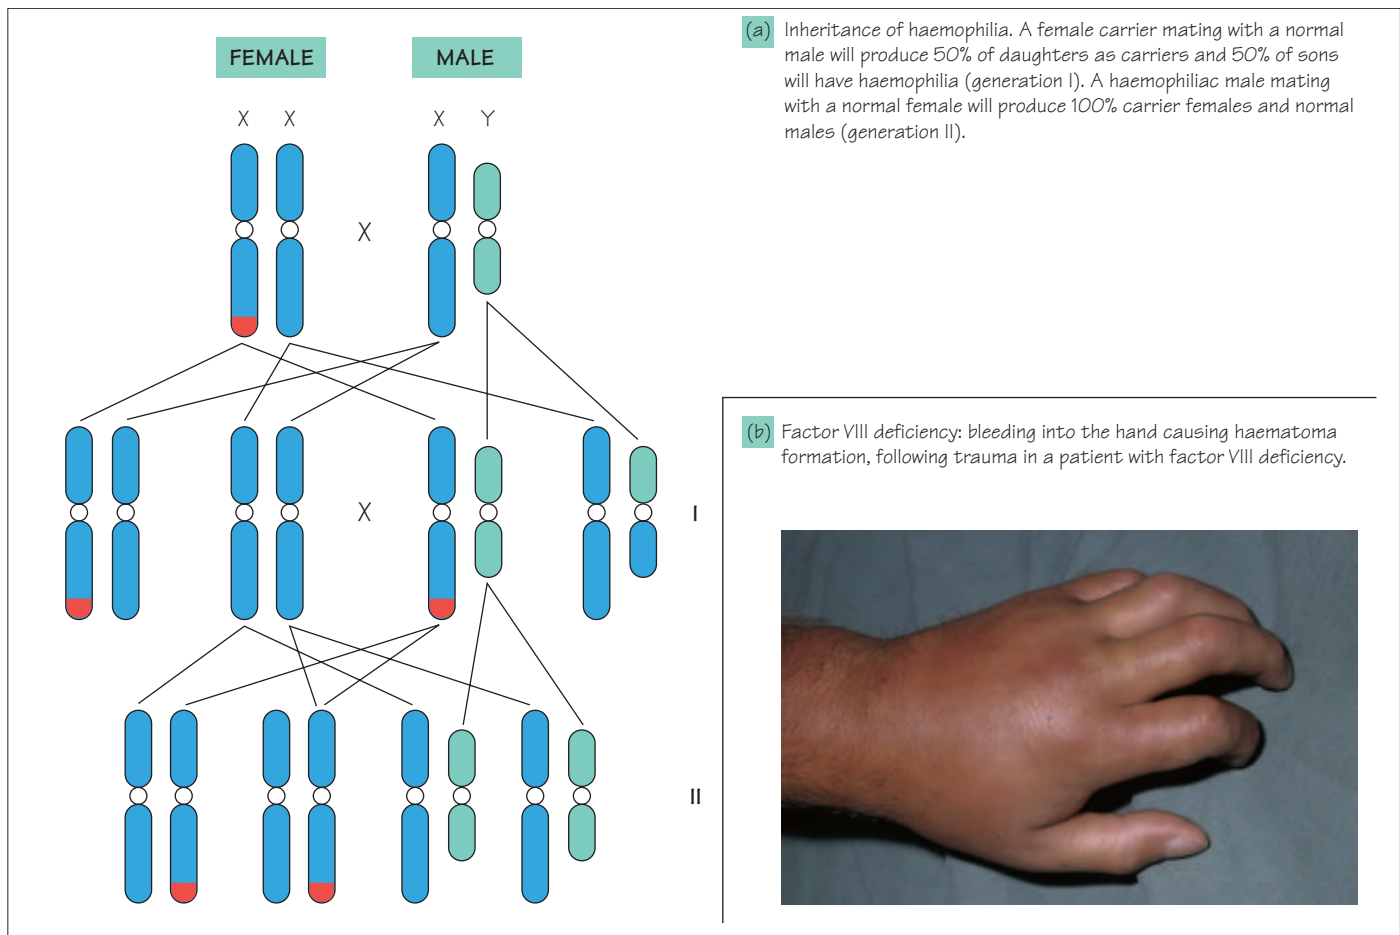 FEMALE
MALE
X X X Y
X
X
I
II
(a) Inheritance of haemophilia. A female carrier mating with a normal
male will produce 50% of daughters as carriers and 50% of sons
will have haemophilia (generation I). A haemophiliac male mating
with a normal female will produce 100% carrier females and normal
males (generation II).
(b) Factor VIII deficiency: bleeding into the hand causing haematoma
formation, following trauma in a patient with factor VIII deficiency.